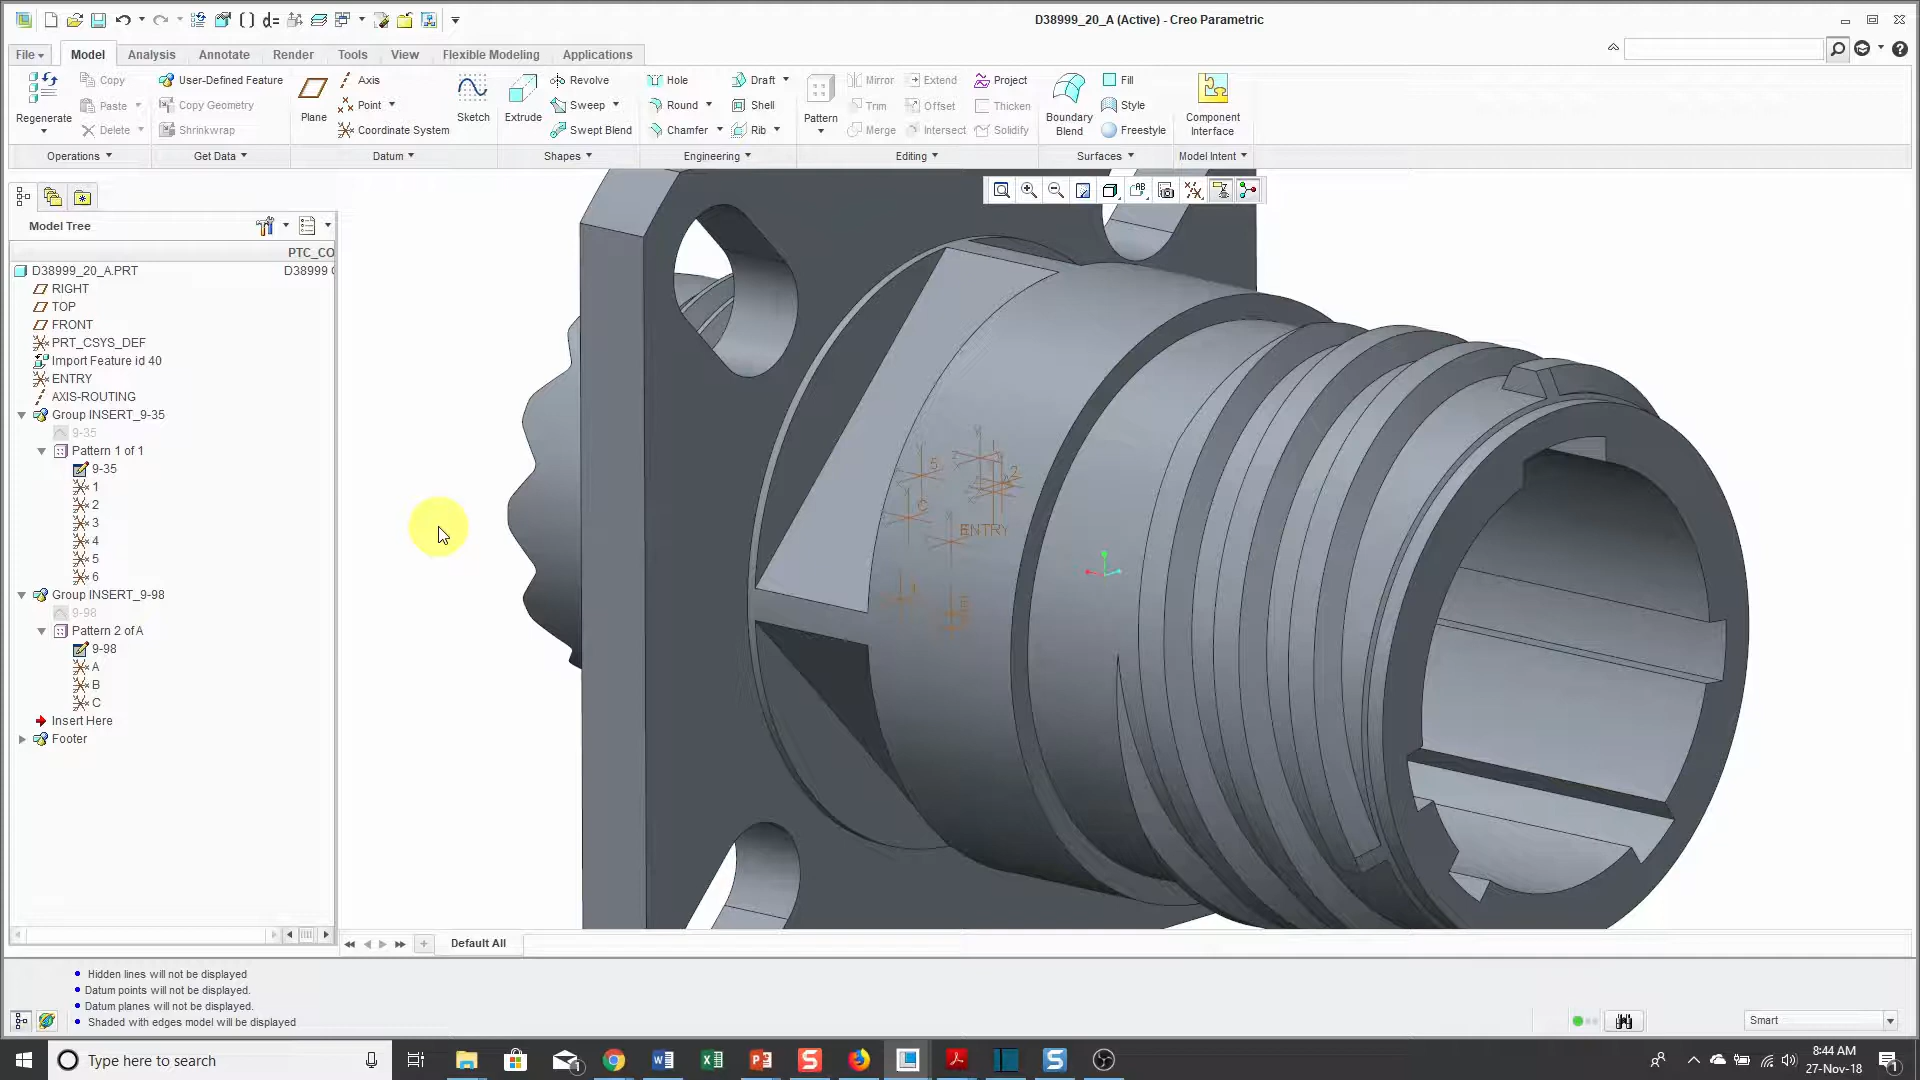 D38999_20_A (Active) - Creo Parametric
File
Model
Analysis
Annotate
Render
Tools
View
Flexible Modeling
Applications
Regenerate
Copy
Paste
Delete
User-Defined Feature
Copy Geometry
Shrinkwrap
Plane
Axis
Point
Coordinate System
Sketch
Extrude
Revolve
Sweep
Swept Blend
Hole
Round
Chamfer
Draft
Shell
Rib
Pattern
Mirror
Trim
Merge
Extend
Offset
Intersect
Project
Thicken
Solidify
Boundary
Blend
Fill
Style
Freestyle
Component
Interface
Operations
Get Data
Datum
Shapes
Engineering
Editing
Surfaces
Model Intent
Model Tree
PTC_CO
D38999_20_A.PRT D38999
RIGHT
TOP
FRONT
PRT_CSYS_DEF
Import Feature id 40
ENTRY
AXIS-ROUTING
Group INSERT_9-35
9-35
Pattern 1 of 1
9-35
1
2
3
4
5
6
Group INSERT_9-98
9-98
Pattern 2 of A
9-98
A
B
C
Insert Here
Footer
5
2
C
ENTRY
Default All
Hidden lines will not be displayed
Datum points will not be displayed.
Datum planes will not be displayed.
Shaded with edges model will be displayed
Smart
Type here to search
8:44 AM
27-Nov-18